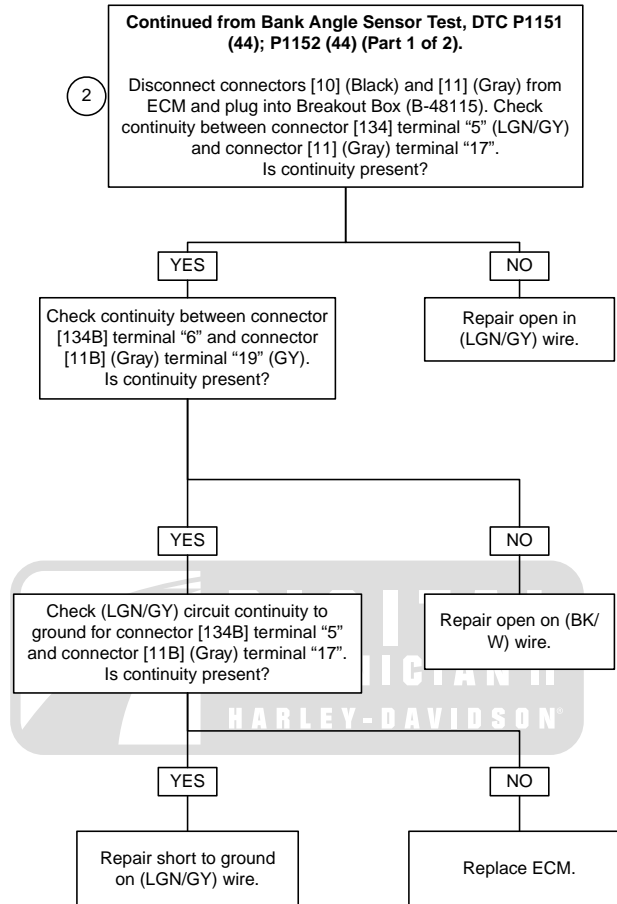 Continued from Bank Angle Sensor Test, DTC P1151
(44); P1152 (44) (Part 1 of 2).
2
Disconnect connectors [10] (Black) and [11] (Gray) from
ECM and plug into Breakout Box (B-48115). Check
continuity between connector [134] terminal “5” (LGN/GY)
and connector [11] (Gray) terminal “17”.
Is continuity present?
YES
NO
Check continuity between connector
[134B] terminal “6” and connector
[11B] (Gray) terminal “19” (GY).
Is continuity present?
Repair open in
(LGN/GY) wire.
YES
NO
Check (LGN/GY) circuit continuity to
ground for connector [134B] terminal “5”
and connector [11B] (Gray) terminal “17”.
Is continuity present?
Repair open on (BK/
W) wire.
HARLEY-DAVIDSON
YES
NO
Repair short to ground
on (LGN/GY) wire.
Replace ECM.